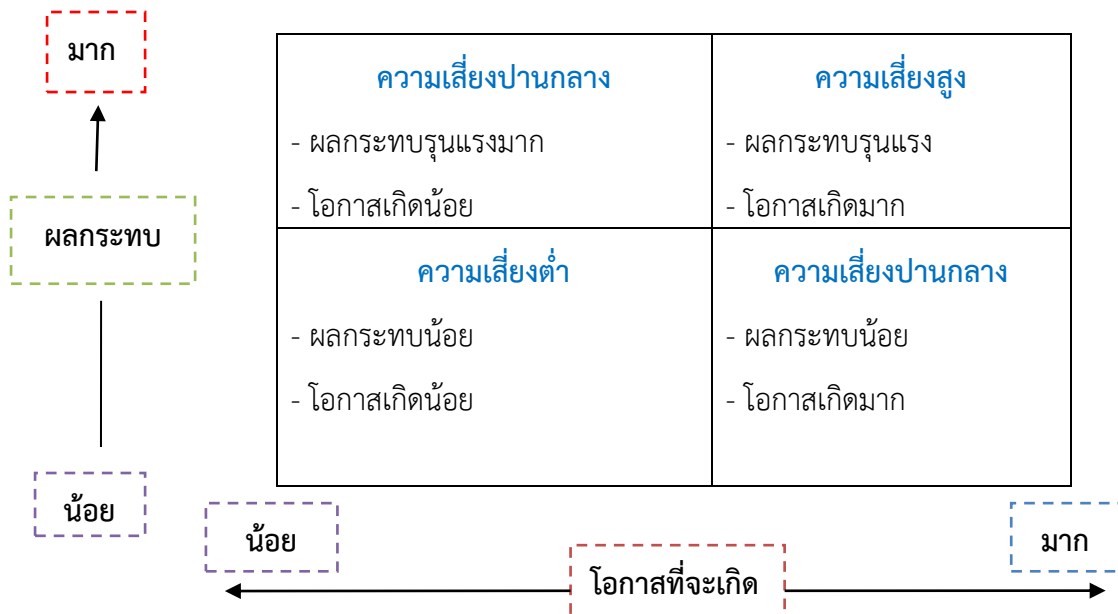 มาก
ผลกระทบ
น้อย
ความเสี่ยงปานกลาง
- ผลกระทบรุนแรงมาก
- โอกาสเกิดน้อย
ความเสี่ยงสูง
- ผลกระทบรุนแรง
- โอกาสเกิดมาก
ความเสี่ยงต่ำ
- ผลกระทบน้อย
- โอกาสเกิดน้อย
ความเสี่ยงปานกลาง
- ผลกระทบน้อย
- โอกาสเกิดมาก
น้อย
โอกาสที่จะเกิด
มาก